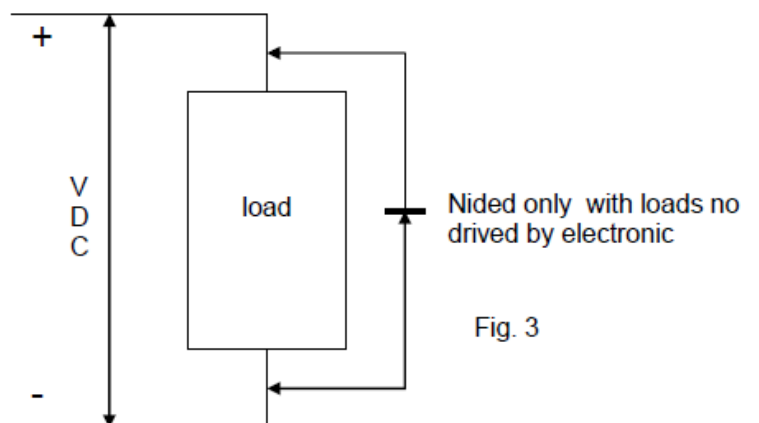 +
V
D
C
load
Nided only with loads no
drived by electronic
Fig. 3
-